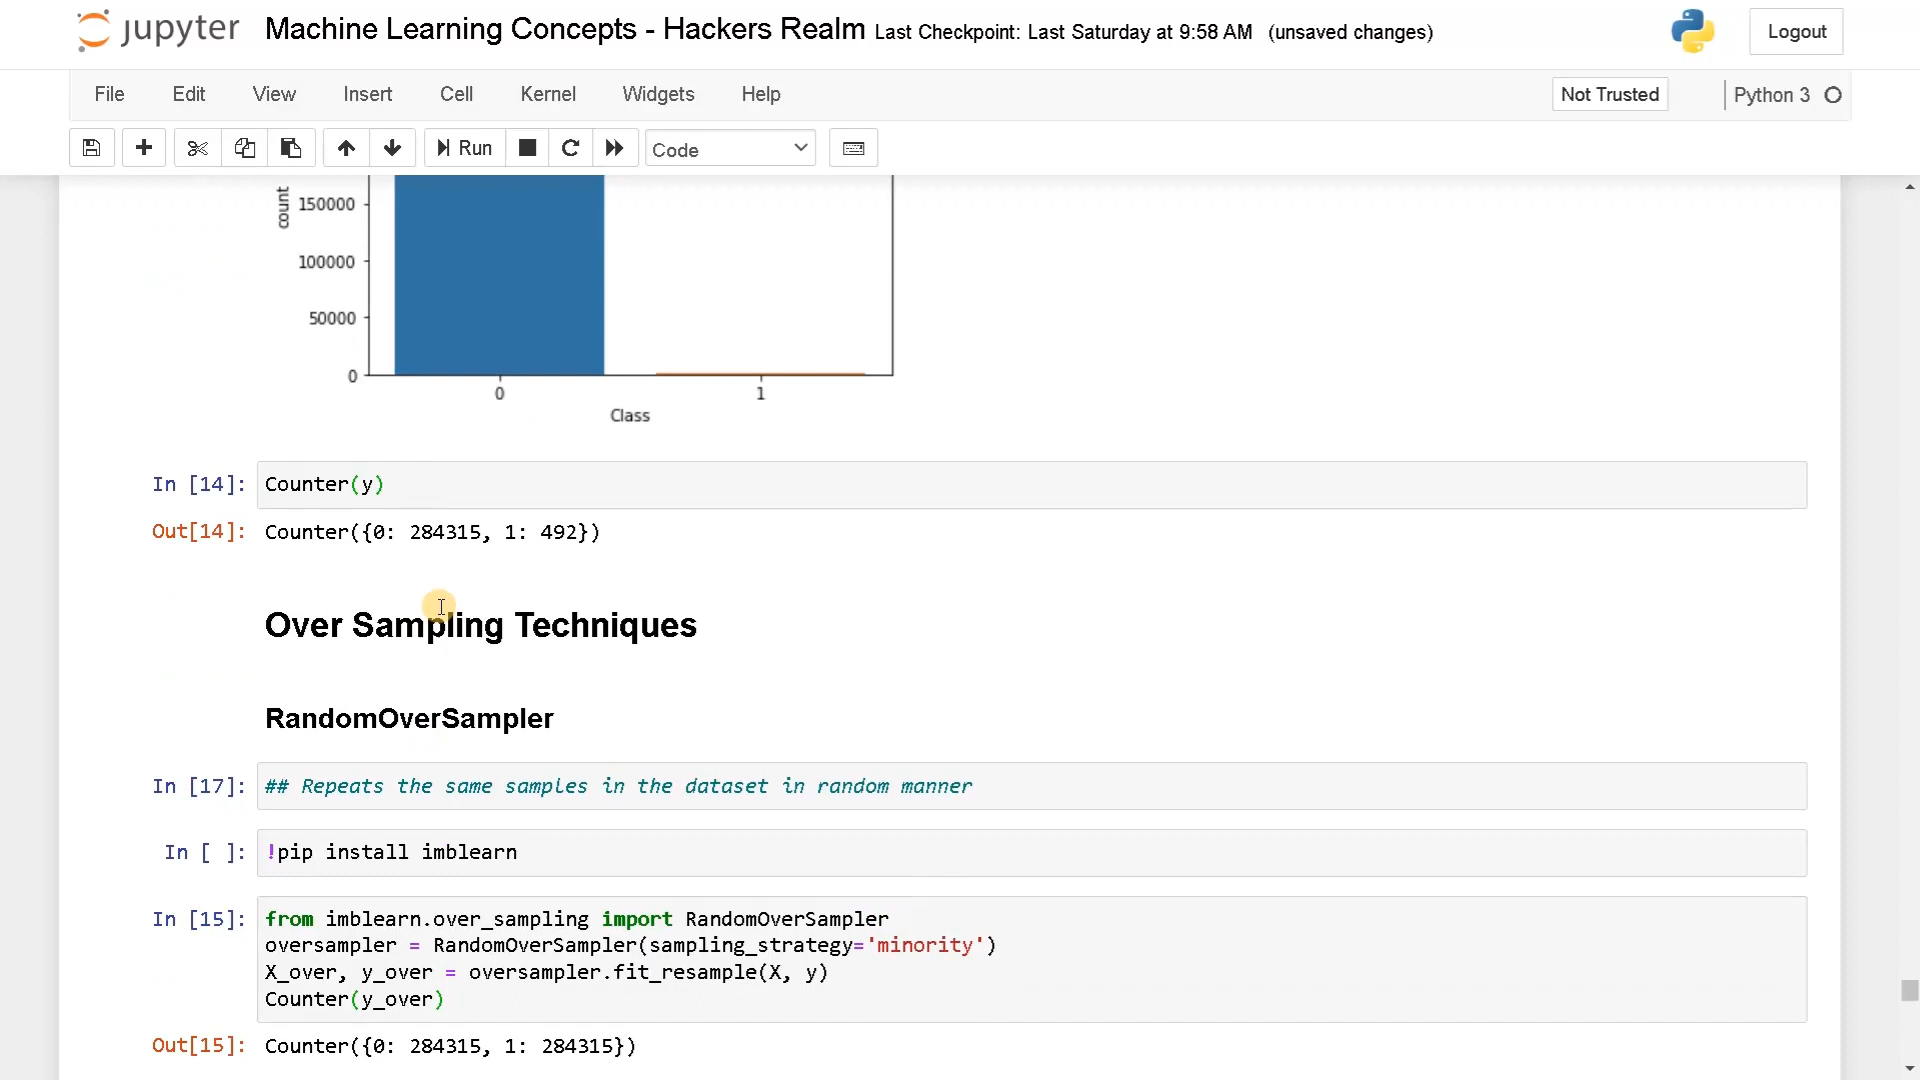 jupyter Machine Learning Concepts - Hackers Realm Last Checkpoint: Last Saturday at 9:58 AM (unsaved changes) Logout
File Edit View Insert Cell Kernel Widgets Help Not Trusted Python 3
Run Code
count
150000
100000
50000
0
0 1
Class
In [14]: Counter(y)
Out[14]: Counter({0: 284315, 1: 492})
Over Sampling Techniques
RandomOverSampler
In [17]: ## Repeats the same samples in the dataset in random manner
In [ ]: !pip install imblearn
In [15]: from imblearn.over_sampling import RandomOverSampler
oversampler = RandomOverSampler(sampling_strategy='minority')
X_over, y_over = oversampler.fit_resample(X, y)
Counter(y_over)
Out[15]: Counter({0: 284315, 1: 284315})